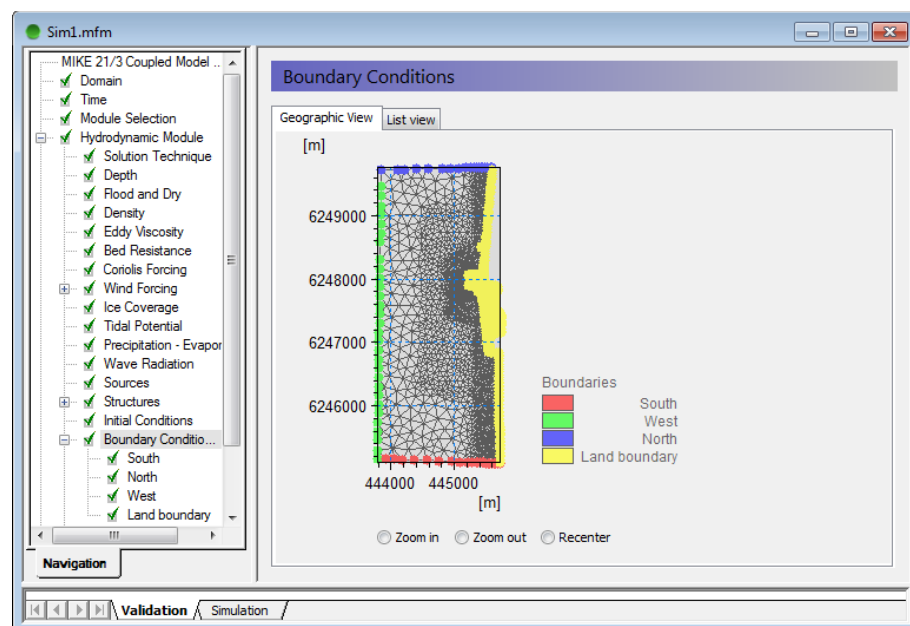 Sim1.mfm
MIKE 21/3 Coupled Model ..
Domain
Time
Module Selection
Hydrodynamic Module
Solution Technique
Depth
Flood and Dry
Density
Eddy Viscosity
Bed Resistance
Coriolis Forcing
Wind Forcing
Ice Coverage
Tidal Potential
Precipitation - Evapor
Wave Radiation
Sources
Structures
Initial Conditions
Boundary Conditio...
South
North
West
Land boundary
Navigation
Boundary Conditions
Geographic View List view
[m]
6249000
6248000
6247000
6246000
444000 445000
[m]
Boundaries
South
West
North
Land boundary
Zoom in Zoom out Recenter
Validation Simulation